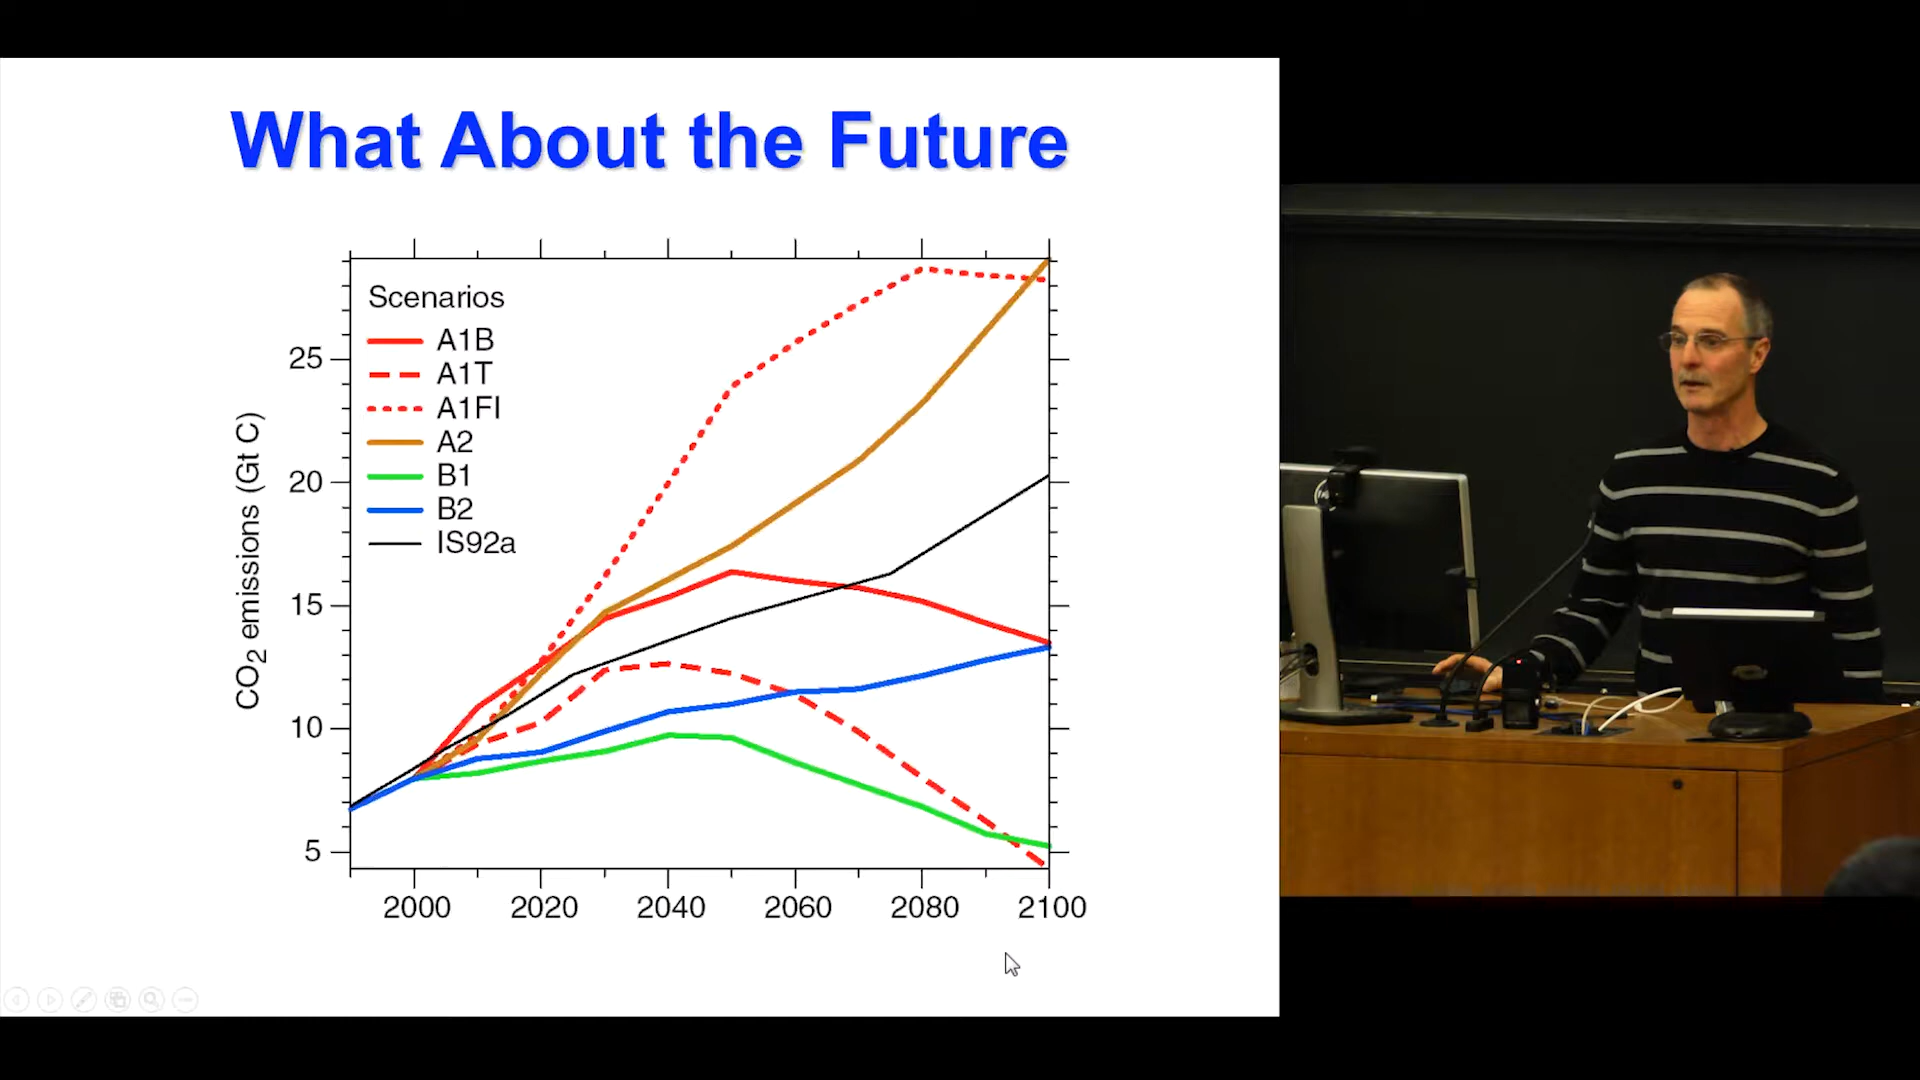 What About the Future
Scenarios
A1B
A1T
A1FI
A2
B1
B2
IS92a
CO2 emissions (Gt C)
25
20
15
10
5
2000 2020 2040 2060 2080 2100